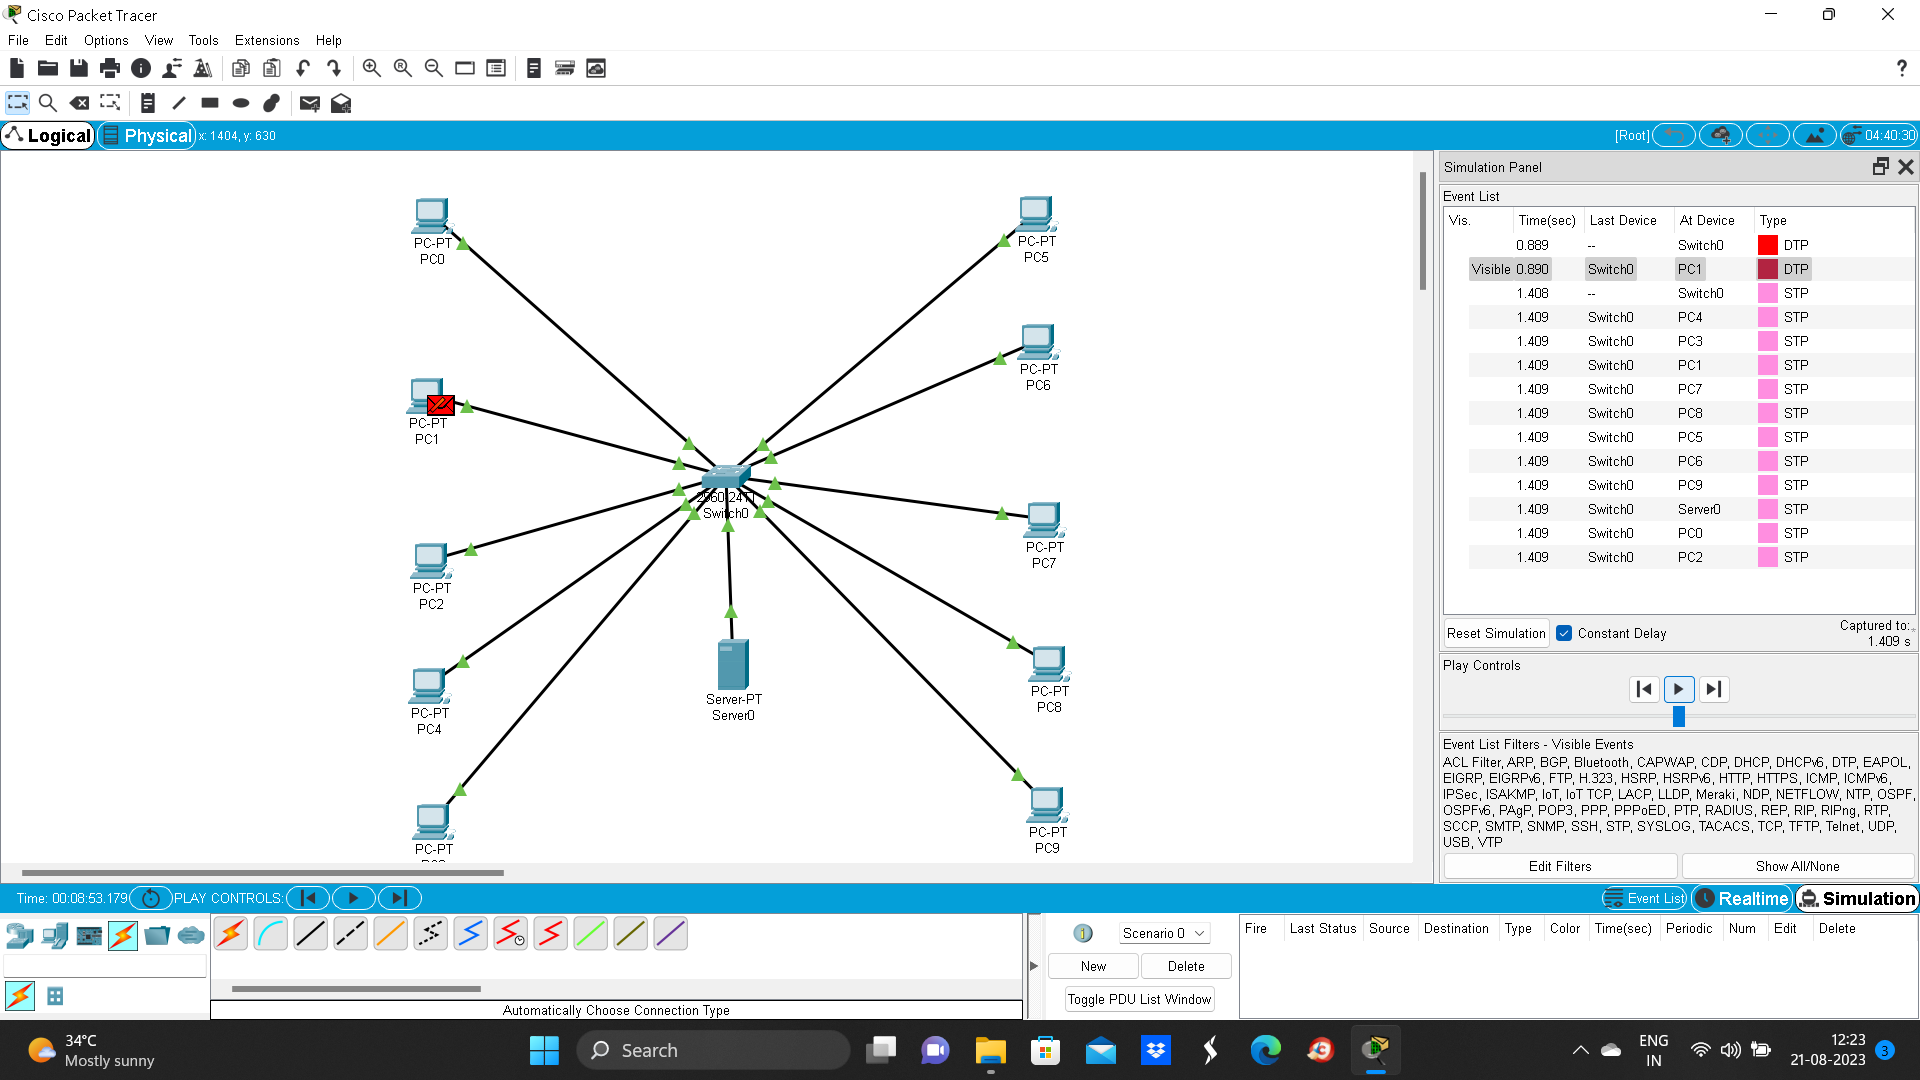 Cisco Packet Tracer
File Edit Options View Tools Extensions Help
?
Logical Physical x: 1404, y: 630 [Root] 04:40:30
PC-PT
PC0
PC-PT
PC5
PC-PT
PC6
PC-PT
PC1
2960-24TT
Switch0
PC-PT
PC7
PC-PT
PC2
Server-PT
Server0
PC-PT
PC8
PC-PT
PC4
PC-PT
PC9
PC-PT
Simulation Panel
Event List
Vis. Time(sec) Last Device At Device Type
0.889 -- Switch0 DTP
Visible 0.890 Switch0 PC1 DTP
1.408 -- Switch0 STP
1.409 Switch0 PC4 STP
1.409 Switch0 PC3 STP
1.409 Switch0 PC1 STP
1.409 Switch0 PC7 STP
1.409 Switch0 PC8 STP
1.409 Switch0 PC5 STP
1.409 Switch0 PC6 STP
1.409 Switch0 PC9 STP
1.409 Switch0 Server0 STP
1.409 Switch0 PC0 STP
1.409 Switch0 PC2 STP
Reset Simulation Constant Delay Captured to:
1.409 s
Play Controls
Event List Filters - Visible Events
ACL Filter, ARP, BGP, Bluetooth, CAPWAP, CDP, DHCP, DHCPv6, DTP, EAPOL,
EIGRP, EIGRPv6, FTP, H.323, HSRP, HSRPv6, HTTP, HTTPS, ICMP, ICMPv6,
IPSec, ISAKMP, IoT, IoT TCP, LACP, LLDP, Meraki, NDP, NETFLOW, NTP, OSPF,
OSPFv6, PAgP, POP3, PPP, PPPoED, PTP, RADIUS, REP, RIP, RIPng, RTP,
SCCP, SMTP, SNMP, SSH, STP, SYSLOG, TACACS, TCP, TFTP, Telnet, UDP,
USB, VTP
Edit Filters Show All/None
Time: 00:08:53.179 PLAY CONTROLS: Event List Realtime Simulation
Automatically Choose Connection Type
Scenario 0
New Delete
Toggle PDU List Window
Fire Last Status Source Destination Type Color Time(sec) Periodic Num Edit Delete
34°C
Mostly sunny
Search
ENG
IN
12:23
21-08-2023
3